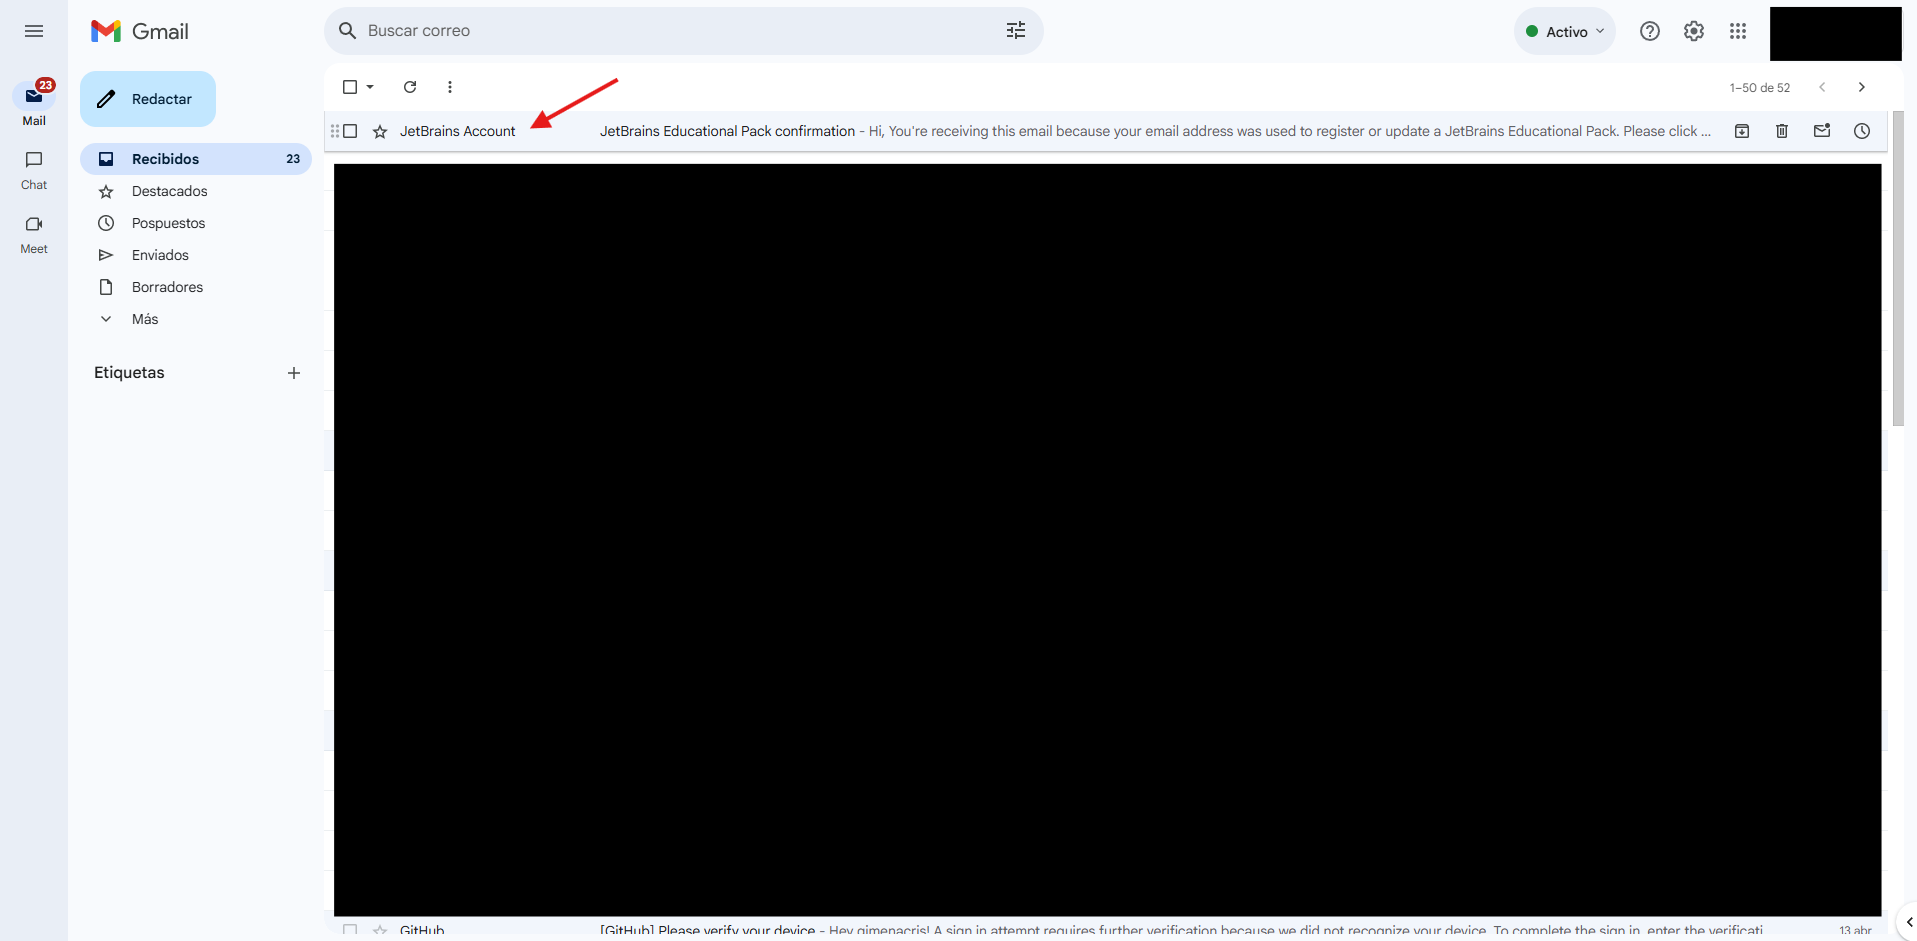 Gmail
Buscar correo
Activo
23
Mail
Redactar
1–50 de 52
JetBrains Account JetBrains Educational Pack confirmation - Hi, You're receiving this email because your email address was used to register or update a JetBrains Educational Pack. Please click ...
Recibidos 23
Chat
Destacados
Pospuestos
Meet
Enviados
Borradores
Más
Etiquetas
GitHub [GitHub] Please verify your device - Hey gimenacris! A sign in attempt requires further verification because we did not recognize your device. To complete the sign in, enter the verificati... 13 abr